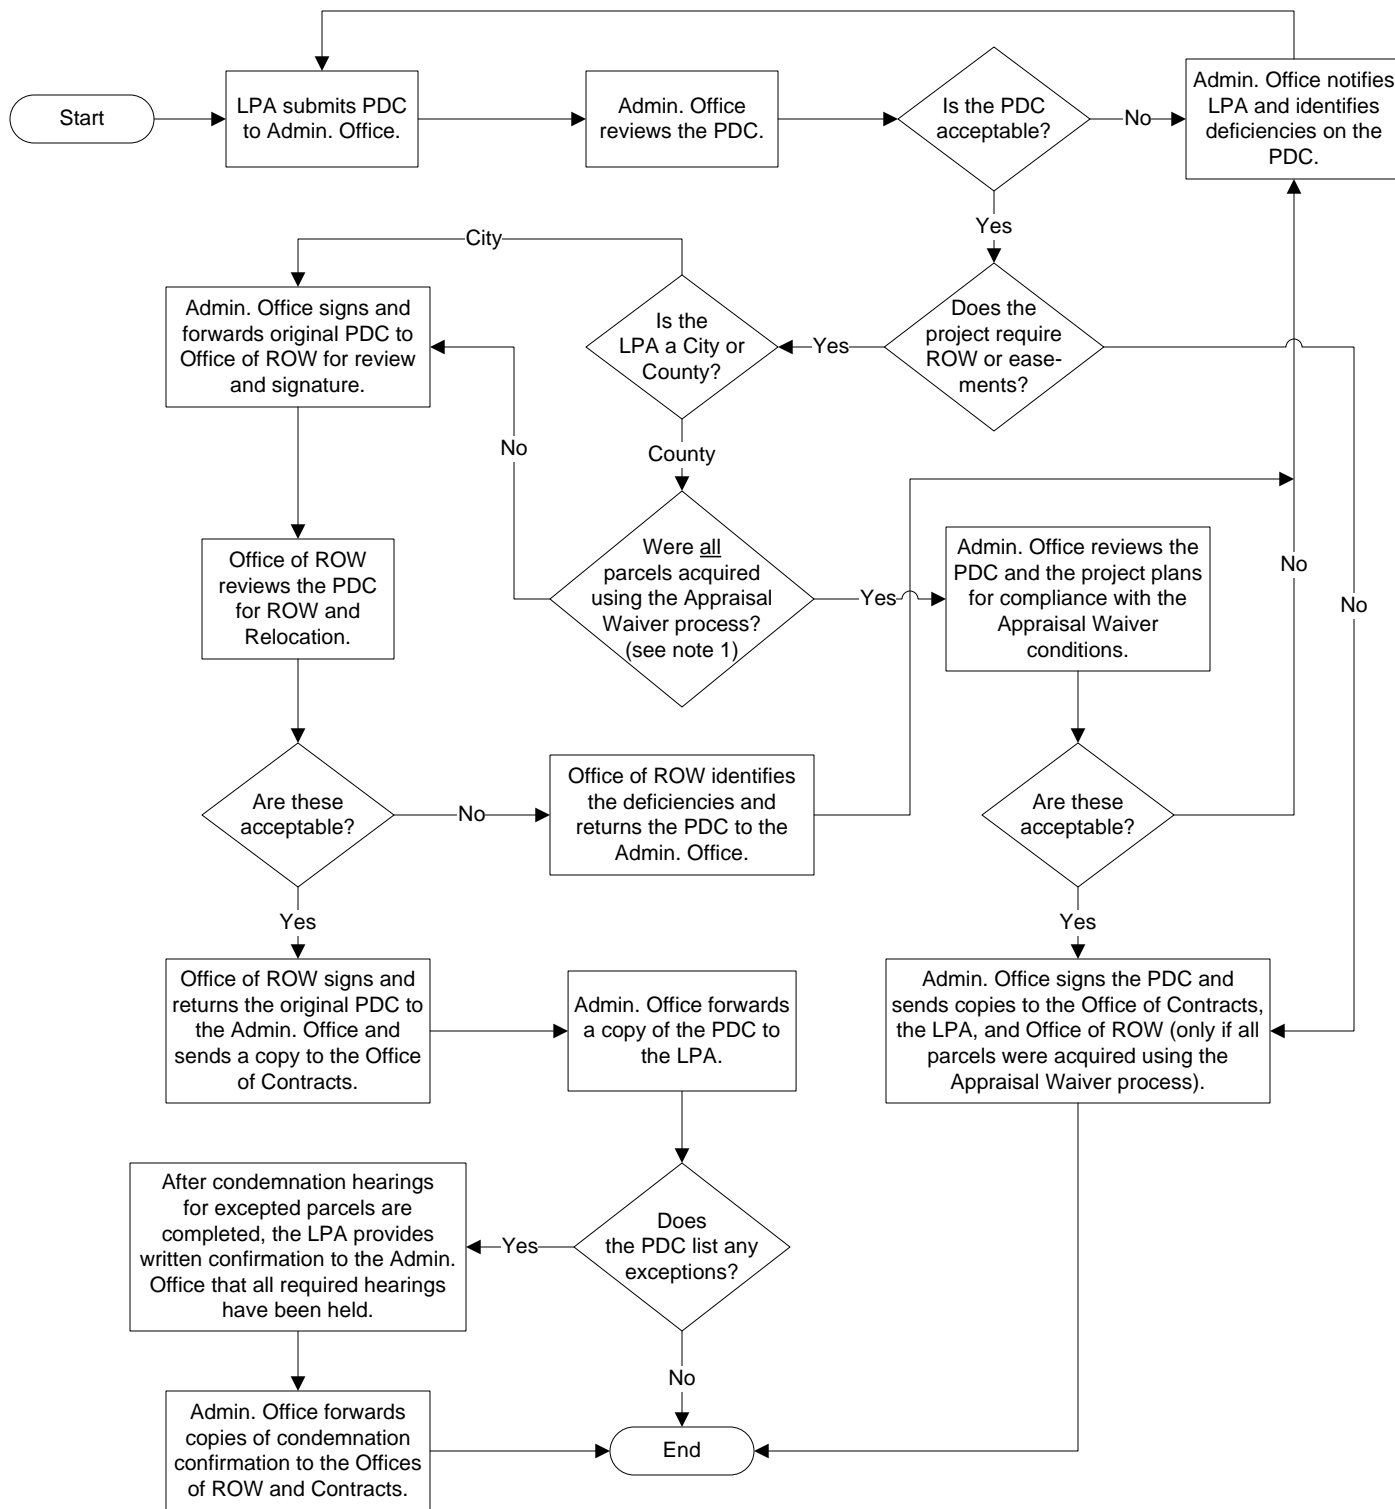 Start
LPA submits PDC
to Admin. Office.
Admin. Office
reviews the PDC.
Is the PDC
acceptable?
No
Admin. Office notifies
LPA and identifies
deficiencies on the
PDC.
Yes
City
Admin. Office signs and
forwards original PDC to
Office of ROW for review
and signature.
Is the
LPA a City or
County?
Yes
Does the
project require
ROW or ease-
ments?
No
County
Office of ROW
reviews the PDC
for ROW and
Relocation.
Were all
parcels acquired
using the Appraisal
Waiver process?
(see note 1)
Yes
Admin. Office reviews the
PDC and the project plans
for compliance with the
Appraisal Waiver
conditions.
No
No
Are these
acceptable?
No
Office of ROW identifies
the deficiencies and
returns the PDC to the
Admin. Office.
Are these
acceptable?
Yes
Yes
Office of ROW signs and
returns the original PDC to
the Admin. Office and
sends a copy to the Office
of Contracts.
Admin. Office forwards
a copy of the PDC to
the LPA.
Admin. Office signs the PDC and
sends copies to the Office of Contracts,
the LPA, and Office of ROW (only if all
parcels were acquired using the
Appraisal Waiver process).
After condemnation hearings
for excepted parcels are
completed, the LPA provides
written confirmation to the Admin.
Office that all required hearings
have been held.
Yes
Does
the PDC list any
exceptions?
No
Admin. Office forwards
copies of condemnation
confirmation to the Offices
of ROW and Contracts.
End